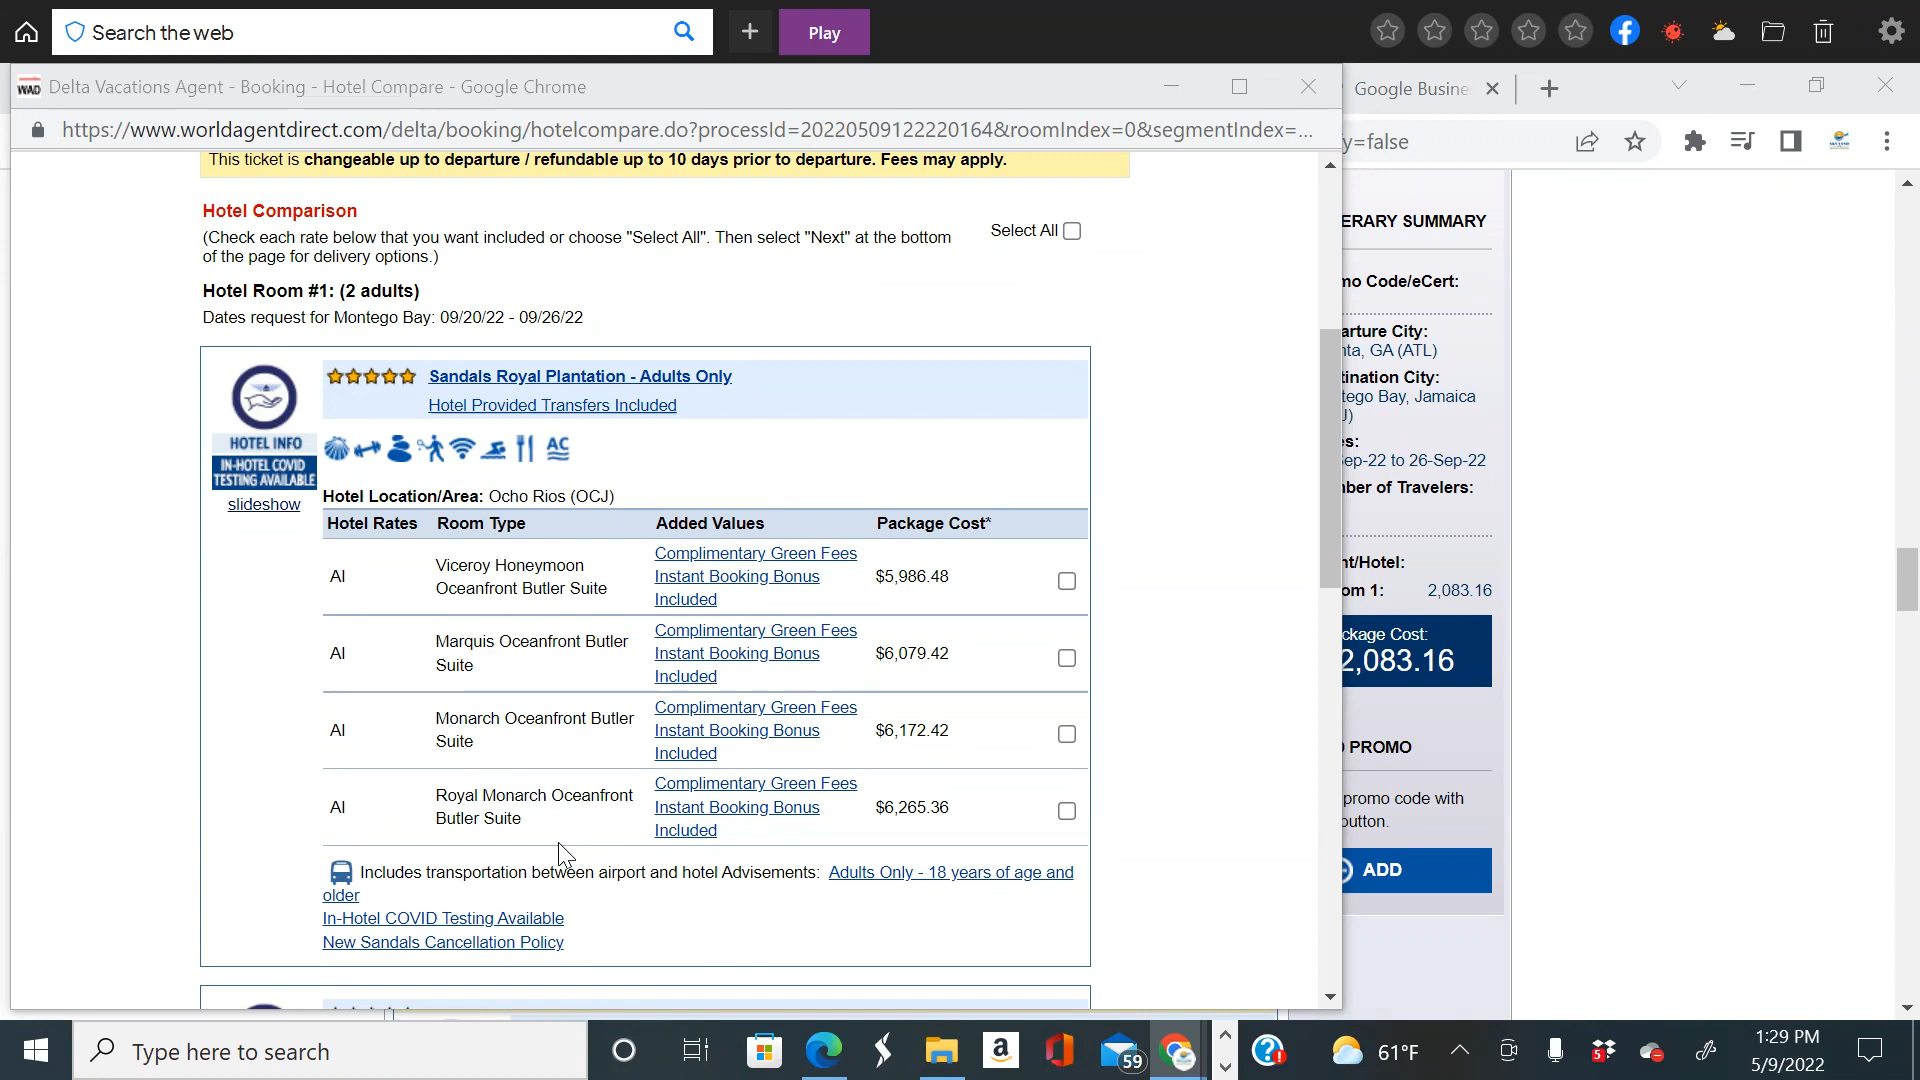 Search the web
Play
WAD Delta Vacations Agent - Booking - Hotel Compare - Google Chrome
Google Busine
https://www.worldagentdirect.com/delta/booking/hotelcompare.do?processId=20220509122220164&roomIndex=0&segmentIndex=...
y=false
This ticket is changeable up to departure / refundable up to 10 days prior to departure. Fees may apply.
Hotel Comparison
(Check each rate below that you want included or choose "Select All". Then select "Next" at the bottom
of the page for delivery options.)
Select All
Hotel Room #1: (2 adults)
Dates request for Montego Bay: 09/20/22 - 09/26/22
Sandals Royal Plantation - Adults Only
Hotel Provided Transfers Included
HOTEL INFO
IN-HOTEL COVID
TESTING AVAILABLE
slideshow
AC
Hotel Location/Area: Ocho Rios (OCJ)
Hotel Rates Room Type Added Values Package Cost*
AI
Viceroy Honeymoon
Oceanfront Butler Suite
Complimentary Green Fees
Instant Booking Bonus
Included
$5,986.48
AI
Marquis Oceanfront Butler
Suite
Complimentary Green Fees
Instant Booking Bonus
Included
$6,079.42
AI
Monarch Oceanfront Butler
Suite
Complimentary Green Fees
Instant Booking Bonus
Included
$6,172.42
AI
Royal Monarch Oceanfront
Butler Suite
Complimentary Green Fees
Instant Booking Bonus
Included
$6,265.36
Includes transportation between airport and hotel Advisements: Adults Only - 18 years of age and
older
In-Hotel COVID Testing Available
New Sandals Cancellation Policy
ERARY SUMMARY
mo Code/eCert:
arture City:
nta, GA (ATL)
tination City:
tego Bay, Jamaica
J)
es:
ep-22 to 26-Sep-22
nber of Travelers:
ht/Hotel:
om 1: 2,083.16
ckage Cost:
2,083.16
PROMO
promo code with
button.
ADD
Type here to search
59
61°F
5
1:29 PM
5/9/2022